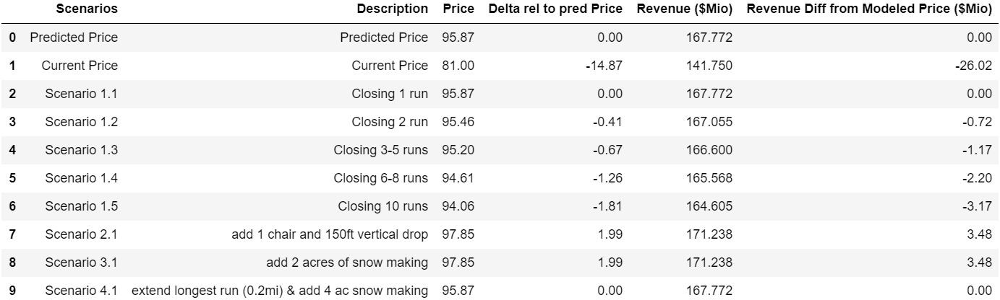 Scenarios Description Price Delta rel to pred Price Revenue ($Mio) Revenue Diff from Modeled Price ($Mio)
0 Predicted Price Predicted Price 95.87 0.00 167.772 0.00
1 Current Price Current Price 81.00 -14.87 141.750 -26.02
2 Scenario 1.1 Closing 1 run 95.87 0.00 167.772 0.00
3 Scenario 1.2 Closing 2 run 95.46 -0.41 167.055 -0.72
4 Scenario 1.3 Closing 3-5 runs 95.20 -0.67 166.600 -1.17
5 Scenario 1.4 Closing 6-8 runs 94.61 -1.26 165.568 -2.20
6 Scenario 1.5 Closing 10 runs 94.06 -1.81 164.605 -3.17
7 Scenario 2.1 add 1 chair and 150ft vertical drop 97.85 1.99 171.238 3.48
8 Scenario 3.1 add 2 acres of snow making 97.85 1.99 171.238 3.48
9 Scenario 4.1 extend longest run (0.2mi) & add 4 ac snow making 95.87 0.00 167.772 0.00